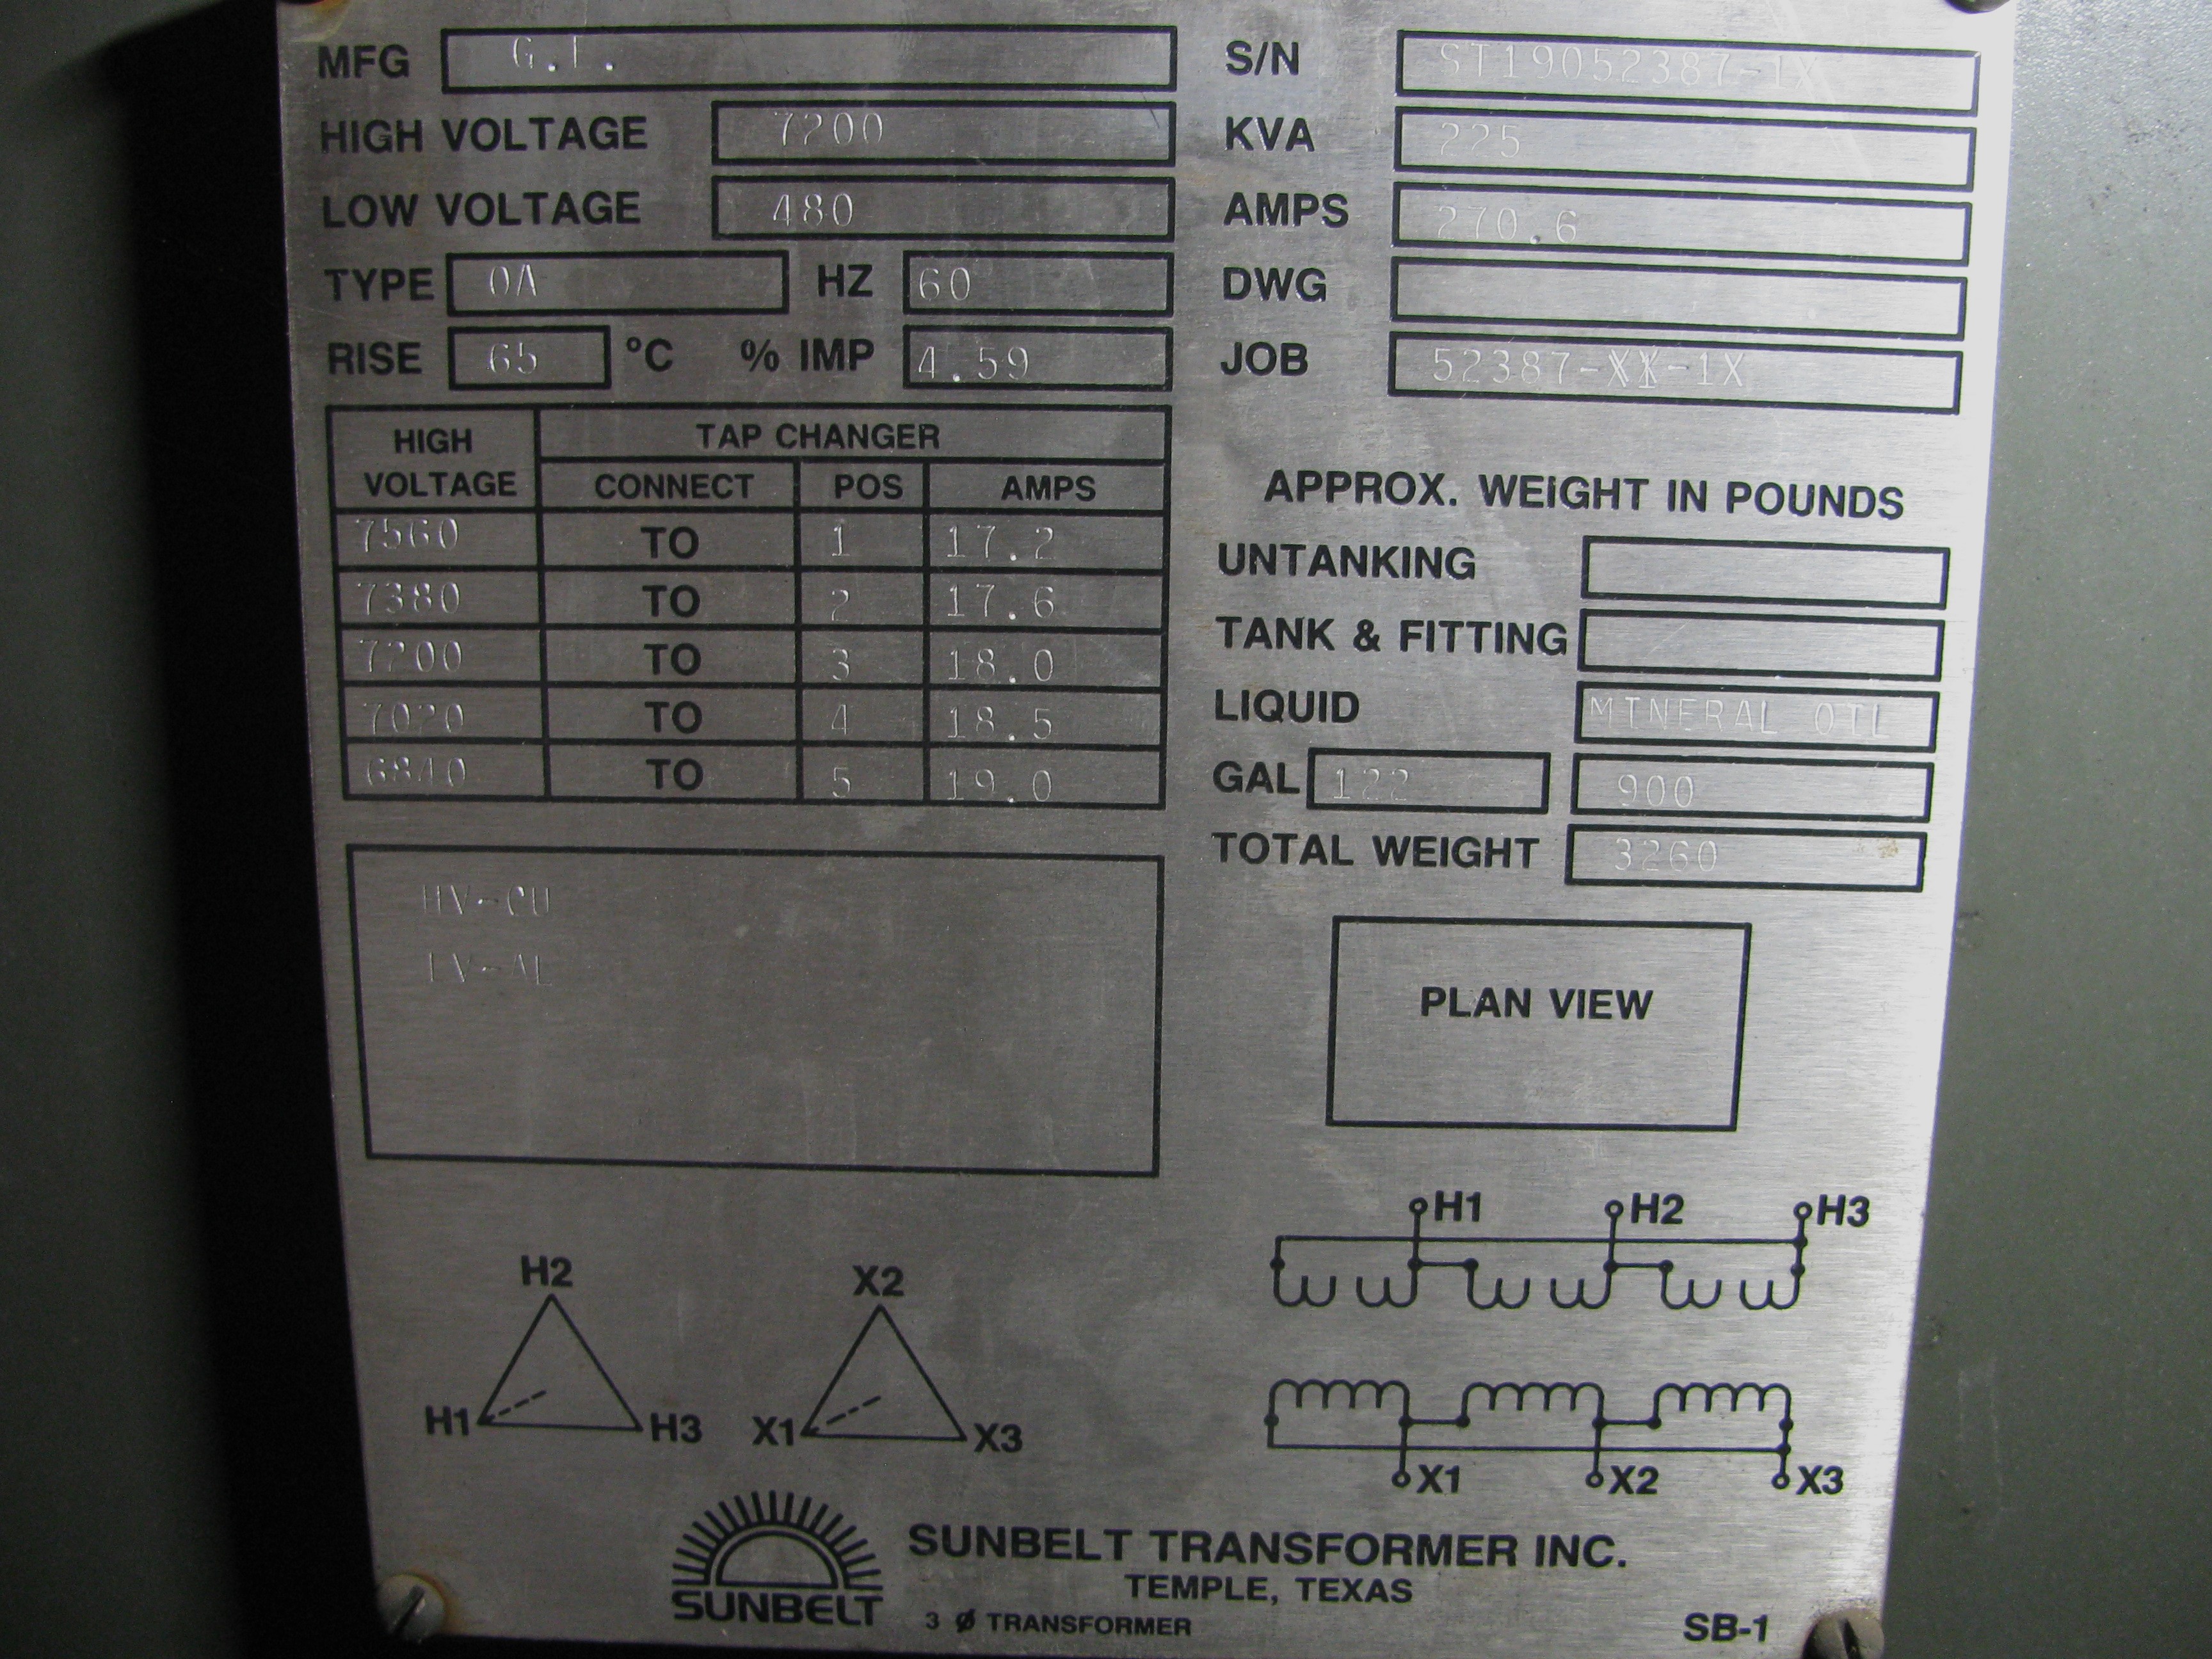 MFG G.E.
HIGH VOLTAGE 7200
LOW VOLTAGE 480
TYPE OA HZ 60
RISE 65 °C % IMP 4.59
S/N ST19052387-1X
KVA 225
AMPS 270.6
DWG
JOB 52387-XX-1X
HIGH VOLTAGE TAP CHANGER
CONNECT POS AMPS
7560 TO 1 17.2
7380 TO 2 17.6
7200 TO 3 18.0
7020 TO 4 18.5
6840 TO 5 19.0
APPROX. WEIGHT IN POUNDS
UNTANKING
TANK & FITTING
LIQUID MINERAL OIL
GAL 122 900
TOTAL WEIGHT 3260
HV-CU
LV-AL
PLAN VIEW
H1 H2 H3
H2
H1 H3
X2
X1 X3
X1 X2 X3
SUNBELT
SUNBELT TRANSFORMER INC.
TEMPLE, TEXAS
3 Ø TRANSFORMER
SB-1